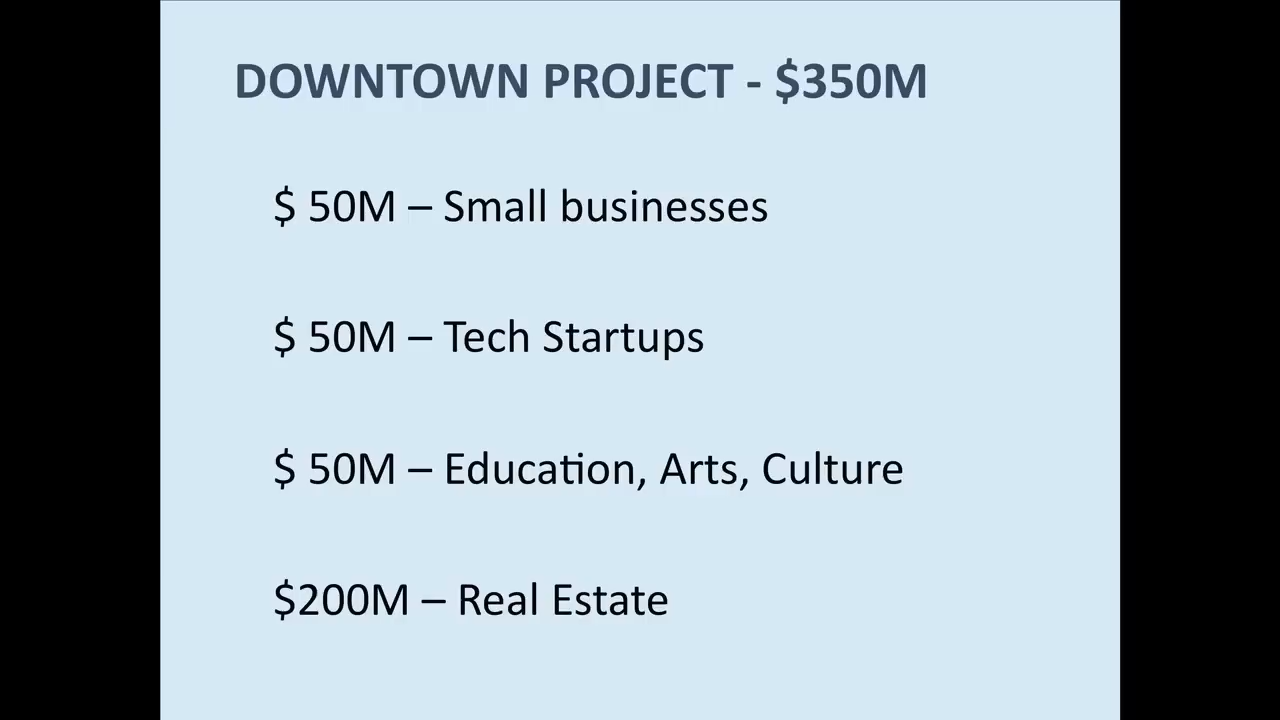 DOWNTOWN PROJECT - $350M
$ 50M – Small businesses
$ 50M – Tech Startups
$ 50M – Education, Arts, Culture
$200M – Real Estate